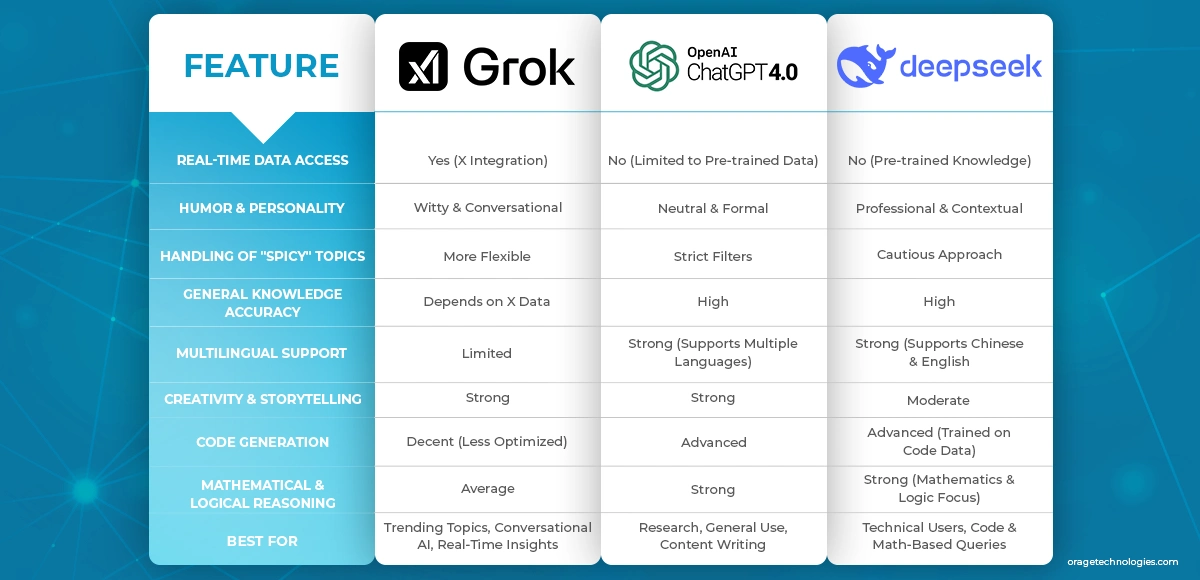 FEATURE
Grok
OpenAI
ChatGPT4.0
deepseek
REAL-TIME DATA ACCESS
Yes (X Integration)
No (Limited to Pre-trained Data)
No (Pre-trained Knowledge)
HUMOR & PERSONALITY
Witty & Conversational
Neutral & Formal
Professional & Contextual
HANDLING OF "SPICY" TOPICS
More Flexible
Strict Filters
Cautious Approach
GENERAL KNOWLEDGE
ACCURACY
Depends on X Data
High
High
MULTILINGUAL SUPPORT
Limited
Strong (Supports Multiple
Languages)
Strong (Supports Chinese
& English
CREATIVITY & STORYTELLING
Strong
Strong
Moderate
CODE GENERATION
Decent (Less Optimized)
Advanced
Advanced (Trained on
Code Data)
MATHEMATICAL &
LOGICAL REASONING
Average
Strong
Strong (Mathematics &
Logic Focus)
BEST FOR
Trending Topics, Conversational
AI, Real-Time Insights
Research, General Use,
Content Writing
Technical Users, Code &
Math-Based Queries
oragetechnologies.com